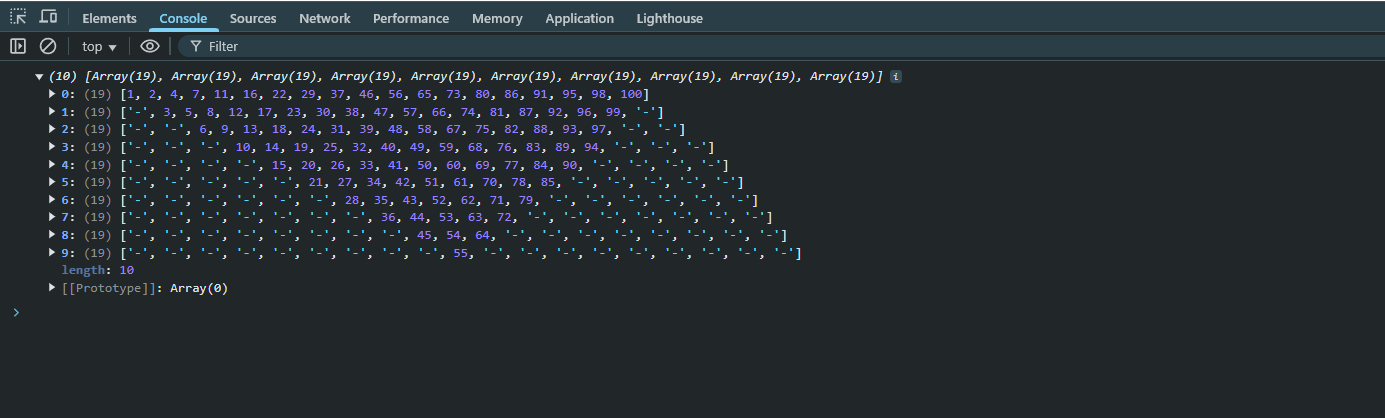 Elements Console Sources Network Performance Memory Application Lighthouse
top ▼ Filter
▼ (10) [Array(19), Array(19), Array(19), Array(19), Array(19), Array(19), Array(19), Array(19), Array(19), Array(19)] i
▶ 0: (19) [1, 2, 4, 7, 11, 16, 22, 29, 37, 46, 56, 65, 73, 80, 86, 91, 95, 98, 100]
▶ 1: (19) ['-', 3, 5, 8, 12, 17, 23, 30, 38, 47, 57, 66, 74, 81, 87, 92, 96, 99, '-']
▶ 2: (19) ['-', '-', 6, 9, 13, 18, 24, 31, 39, 48, 58, 67, 75, 82, 88, 93, 97, '-', '-']
▶ 3: (19) ['-', '-', '-', 10, 14, 19, 25, 32, 40, 49, 59, 68, 76, 83, 89, 94, '-', '-', '-']
▶ 4: (19) ['-', '-', '-', '-', 15, 20, 26, 33, 41, 50, 60, 69, 77, 84, 90, '-', '-', '-', '-']
▶ 5: (19) ['-', '-', '-', '-', '-', 21, 27, 34, 42, 51, 61, 70, 78, 85, '-', '-', '-', '-', '-']
▶ 6: (19) ['-', '-', '-', '-', '-', '-', 28, 35, 43, 52, 62, 71, 79, '-', '-', '-', '-', '-', '-']
▶ 7: (19) ['-', '-', '-', '-', '-', '-', '-', 36, 44, 53, 63, 72, '-', '-', '-', '-', '-', '-', '-']
▶ 8: (19) ['-', '-', '-', '-', '-', '-', '-', '-', 45, 54, 64, '-', '-', '-', '-', '-', '-', '-', '-']
▶ 9: (19) ['-', '-', '-', '-', '-', '-', '-', '-', '-', 55, '-', '-', '-', '-', '-', '-', '-', '-', '-']
length: 10
▶ [[Prototype]]: Array(0)
>